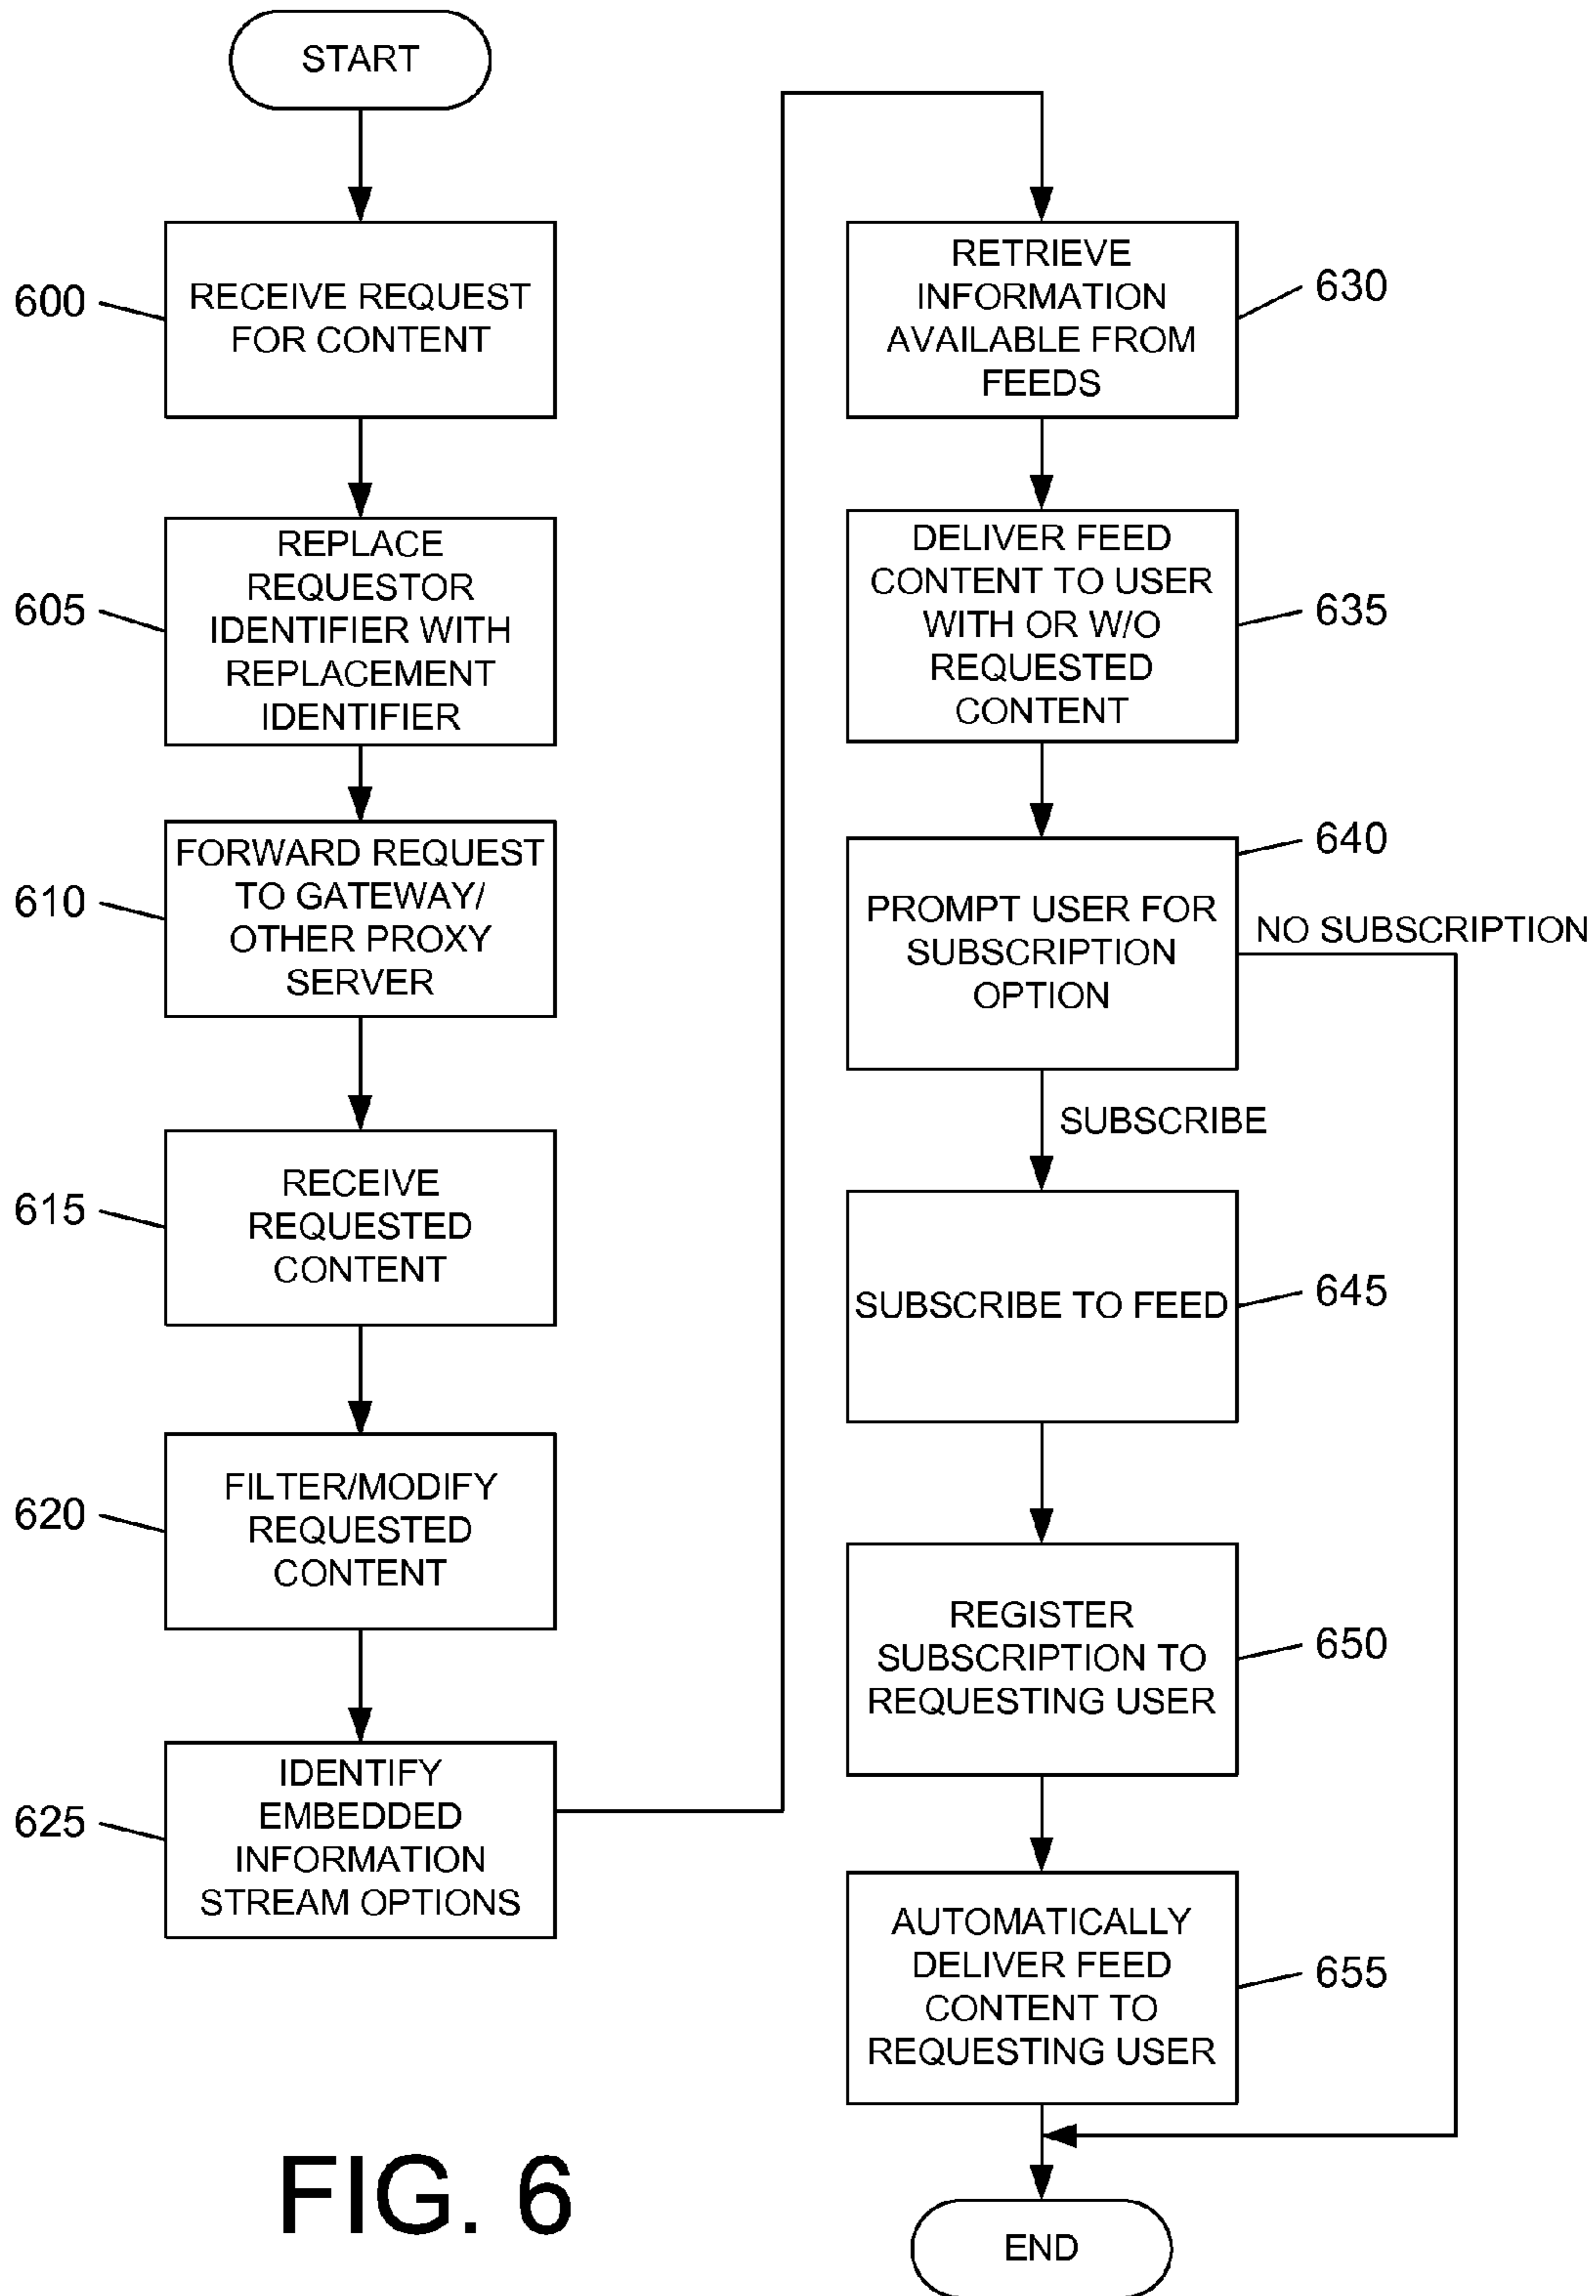 START
600
RECEIVE REQUEST
FOR CONTENT
605
REPLACE
REQUESTOR
IDENTIFIER WITH
REPLACEMENT
IDENTIFIER
610
FORWARD REQUEST
TO GATEWAY/
OTHER PROXY
SERVER
615
RECEIVE
REQUESTED
CONTENT
620
FILTER/MODIFY
REQUESTED
CONTENT
625
IDENTIFY
EMBEDDED
INFORMATION
STREAM OPTIONS
RETRIEVE
INFORMATION
AVAILABLE FROM
FEEDS
630
DELIVER FEED
CONTENT TO USER
WITH OR W/O
REQUESTED
CONTENT
635
PROMPT USER FOR
SUBSCRIPTION
OPTION
640
NO SUBSCRIPTION
SUBSCRIBE
SUBSCRIBE TO FEED
645
REGISTER
SUBSCRIPTION TO
REQUESTING USER
650
AUTOMATICALLY
DELIVER FEED
CONTENT TO
REQUESTING USER
655
END
FIG. 6